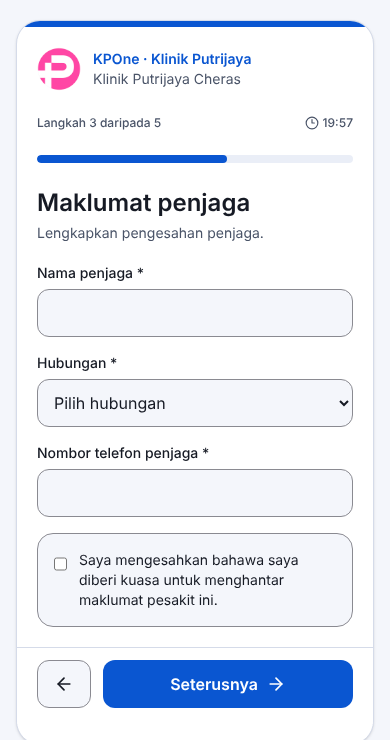 KPOne · Klinik Putrijaya
Klinik Putrijaya Cheras
Langkah 3 daripada 5
19:57
Maklumat penjaga
Lengkapkan pengesahan penjaga.
Nama penjaga *
Hubungan *
Pilih hubungan
Nombor telefon penjaga *
Saya mengesahkan bahawa saya
diberi kuasa untuk menghantar
maklumat pesakit ini.
Seterusnya